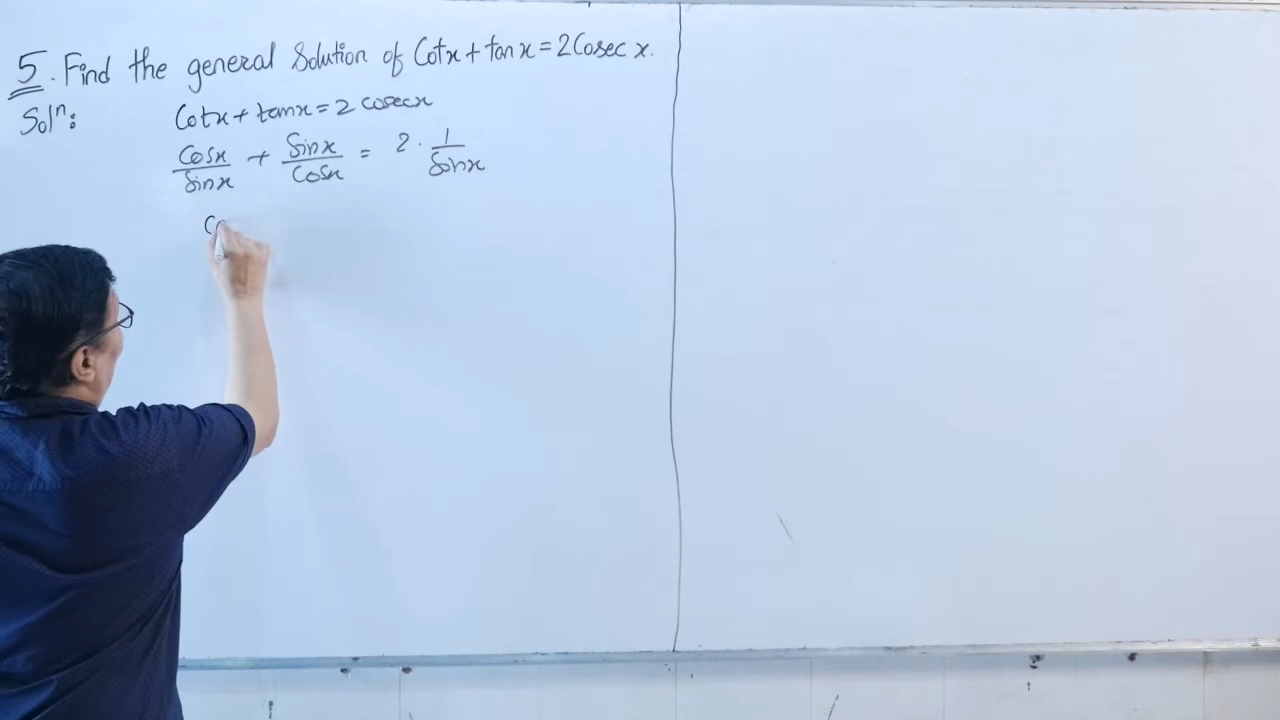 5. Find the general Solution of Cotx + tan x = 2 Cosec x.
Solⁿ: Cotx + tanx = 2 cosecx
Cosx/Sinx + Sinx/Cosx = 2 · 1/Sinx
C